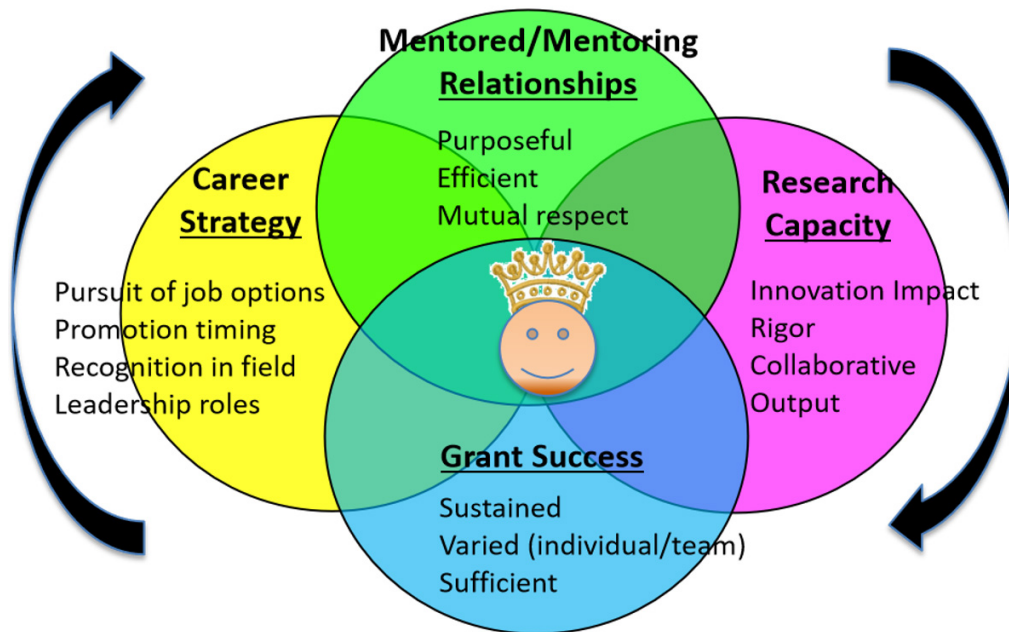 Mentored/Mentoring
Relationships
Purposeful
Efficient
Mutual respect
Career
Strategy
Pursuit of job options
Promotion timing
Recognition in field
Leadership roles
Research
Capacity
Innovation Impact
Rigor
Collaborative
Output
Grant Success
Sustained
Varied (individual/team)
Sufficient